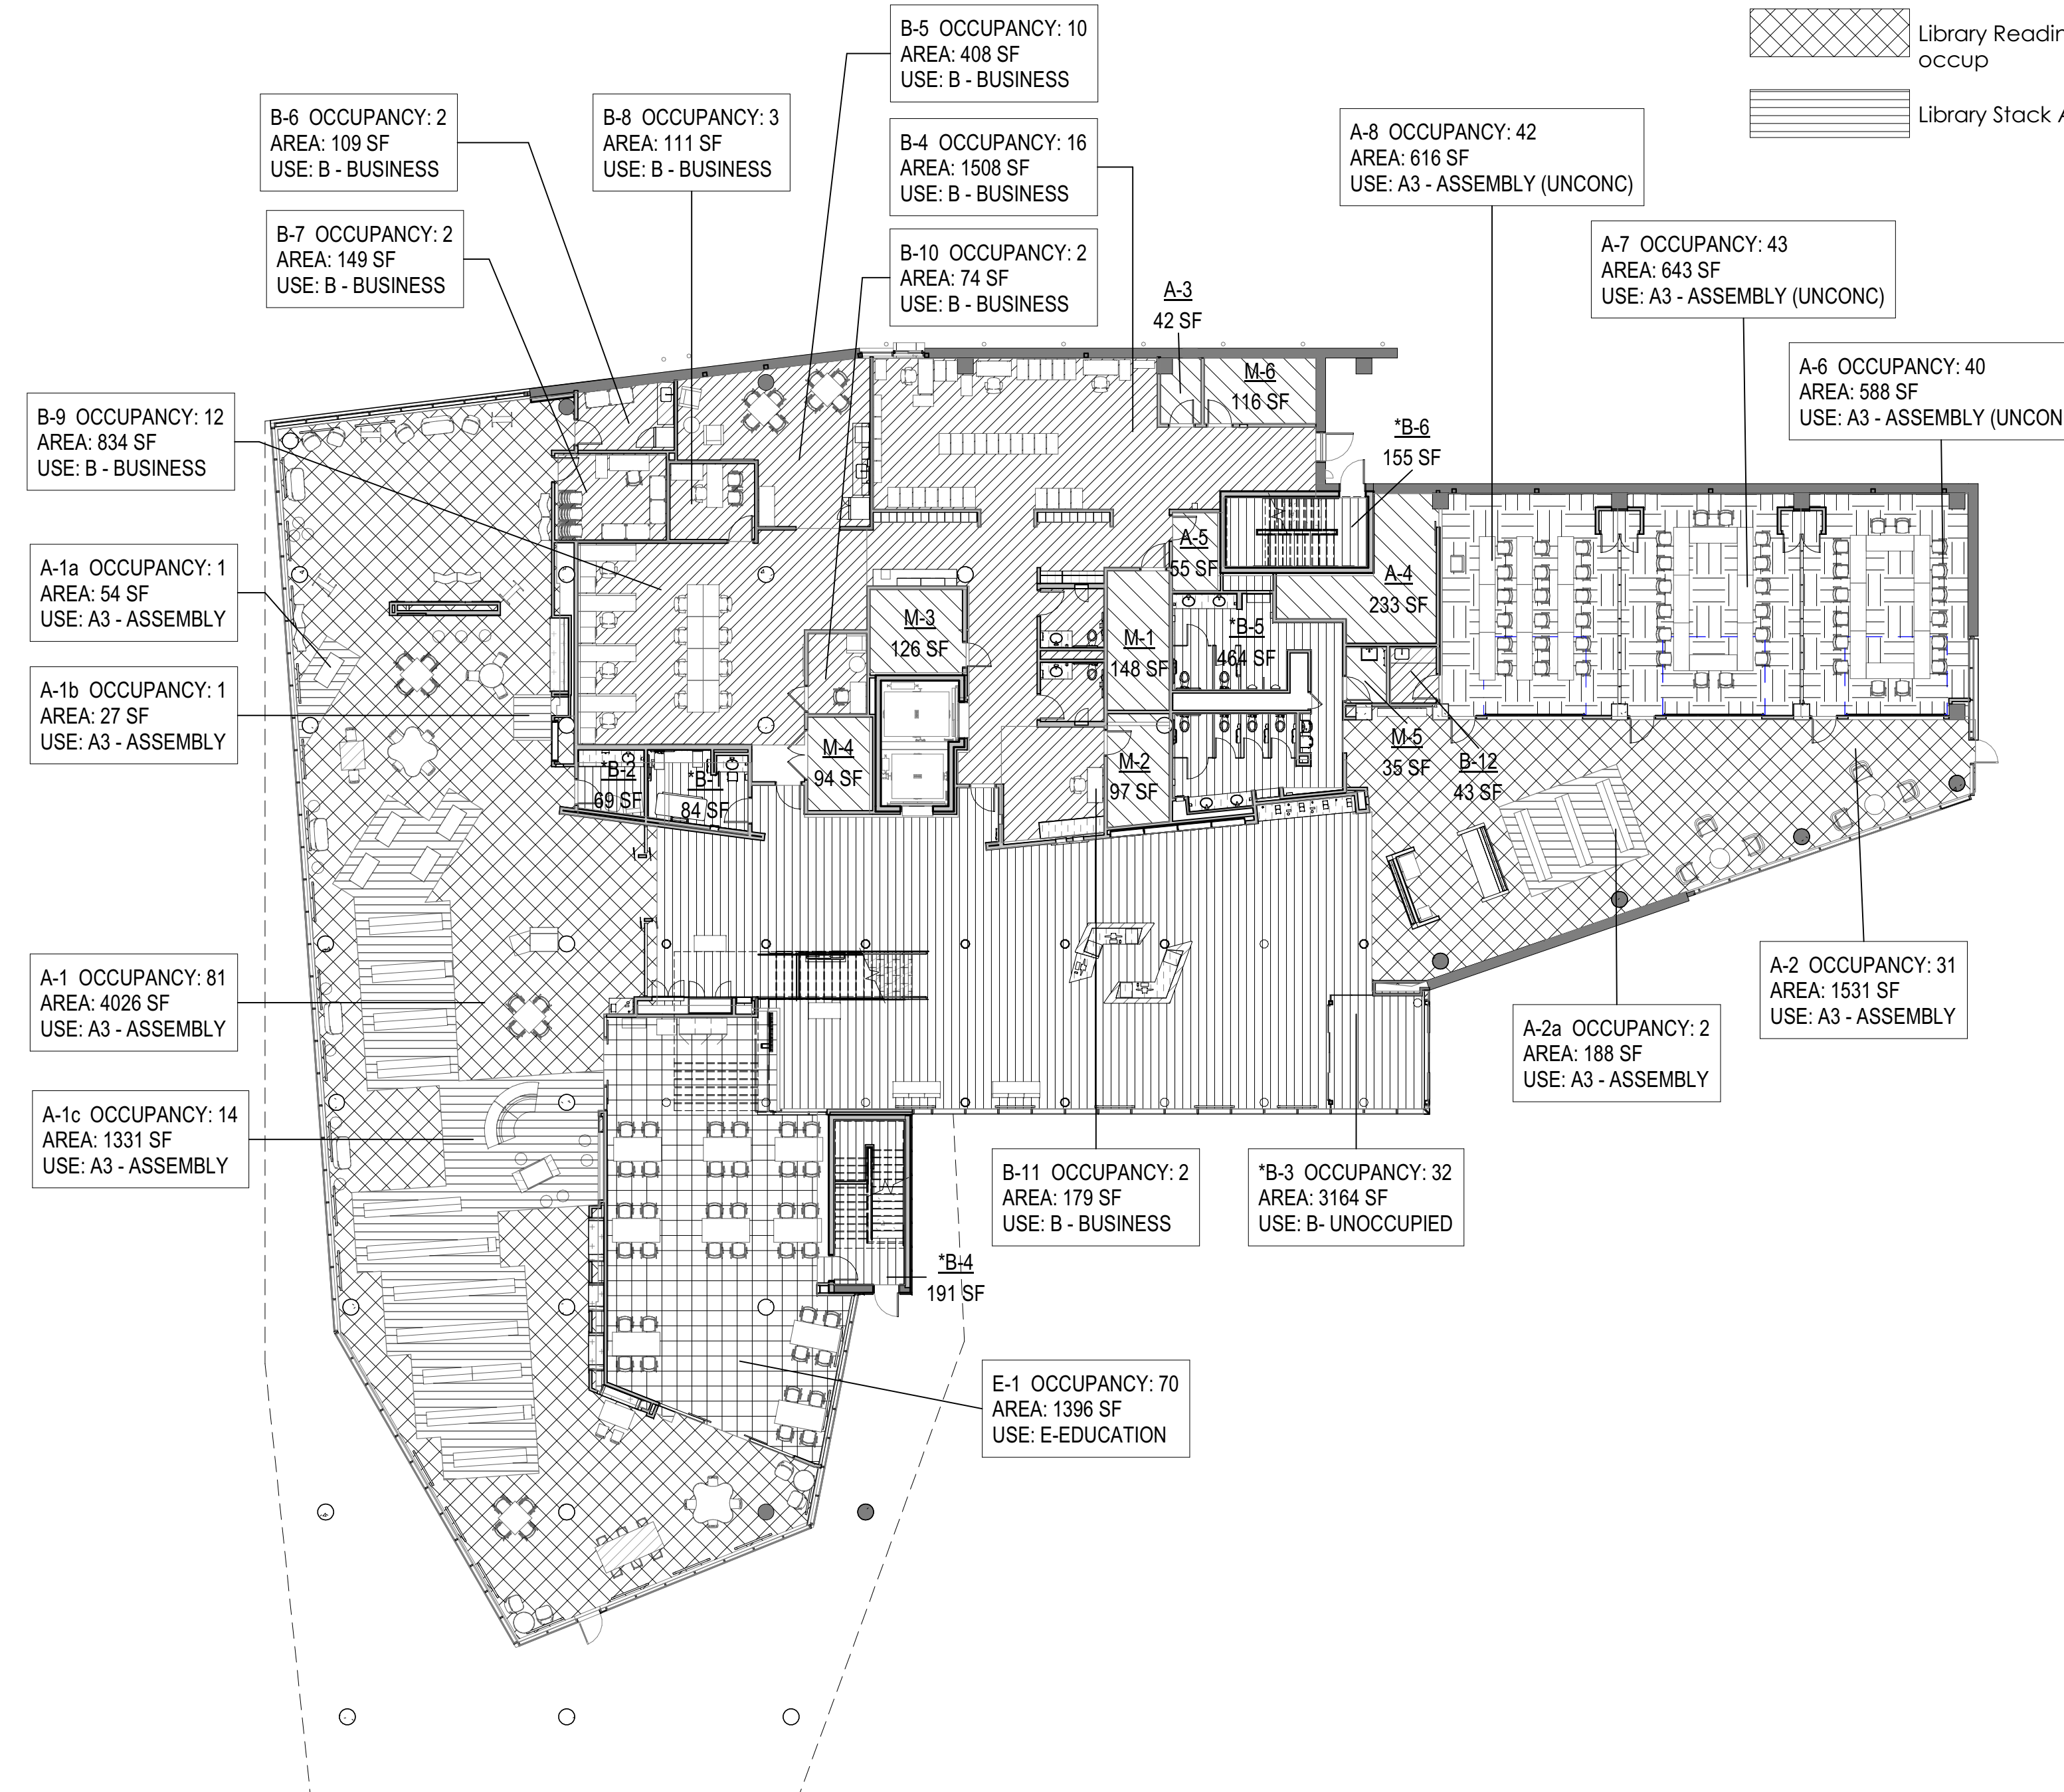 Library Readin
occup
Library Stack A
B-5 OCCUPANCY: 10
AREA: 408 SF
USE: B - BUSINESS
B-6 OCCUPANCY: 2
AREA: 109 SF
USE: B - BUSINESS
B-8 OCCUPANCY: 3
AREA: 111 SF
USE: B - BUSINESS
B-4 OCCUPANCY: 16
AREA: 1508 SF
USE: B - BUSINESS
A-8 OCCUPANCY: 42
AREA: 616 SF
USE: A3 - ASSEMBLY (UNCONC)
B-7 OCCUPANCY: 2
AREA: 149 SF
USE: B - BUSINESS
B-10 OCCUPANCY: 2
AREA: 74 SF
USE: B - BUSINESS
A-7 OCCUPANCY: 43
AREA: 643 SF
USE: A3 - ASSEMBLY (UNCONC)
A-3
42 SF
A-6 OCCUPANCY: 40
AREA: 588 SF
USE: A3 - ASSEMBLY (UNCON
M-6
116 SF
B-9 OCCUPANCY: 12
AREA: 834 SF
USE: B - BUSINESS
*B-6
155 SF
A-5
55 SF
A-1a OCCUPANCY: 1
AREA: 54 SF
USE: A3 - ASSEMBLY
A-4
233 SF
M-3
126 SF
M-1
148 SF
*B-5
464 SF
A-1b OCCUPANCY: 1
AREA: 27 SF
USE: A3 - ASSEMBLY
M-4
94 SF
M-2
97 SF
M-5
35 SF
B-12
43 SF
*B-2
69 SF
*B-1
84 SF
A-1 OCCUPANCY: 81
AREA: 4026 SF
USE: A3 - ASSEMBLY
A-2 OCCUPANCY: 31
AREA: 1531 SF
USE: A3 - ASSEMBLY
A-2a OCCUPANCY: 2
AREA: 188 SF
USE: A3 - ASSEMBLY
A-1c OCCUPANCY: 14
AREA: 1331 SF
USE: A3 - ASSEMBLY
B-11 OCCUPANCY: 2
AREA: 179 SF
USE: B - BUSINESS
*B-3 OCCUPANCY: 32
AREA: 3164 SF
USE: B- UNOCCUPIED
*B-4
191 SF
E-1 OCCUPANCY: 70
AREA: 1396 SF
USE: E-EDUCATION